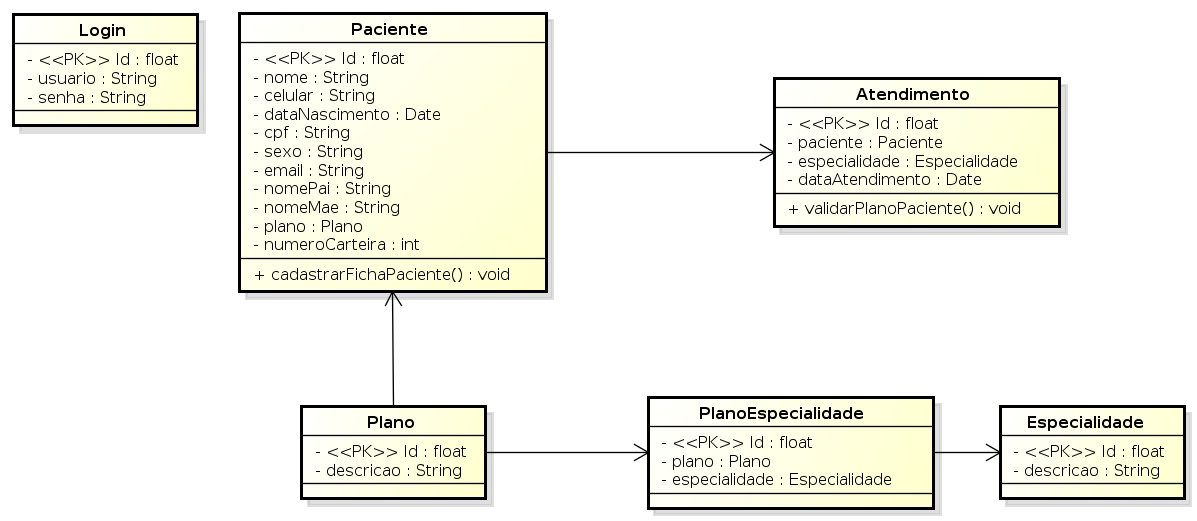 Login
- <<PK>> Id : float
- usuario : String
- senha : String
Paciente
- <<PK>> Id : float
- nome : String
- celular : String
- dataNascimento : Date
- cpf : String
- sexo : String
- email : String
- nomePai : String
- nomeMae : String
- plano : Plano
- numeroCarteira : int
+ cadastrarFichaPaciente() : void
Atendimento
- <<PK>> Id : float
- paciente : Paciente
- especialidade : Especialidade
- dataAtendimento : Date
+ validarPlanoPaciente() : void
Plano
- <<PK>> Id : float
- descricao : String
PlanoEspecialidade
- <<PK>> Id : float
- plano : Plano
- especialidade : Especialidade
Especialidade
- <<PK>> Id : float
- descricao : String